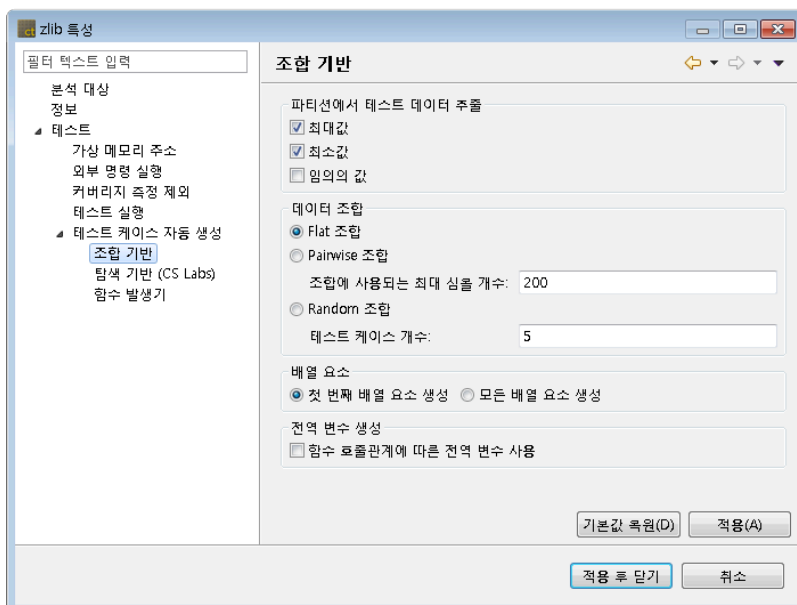 ct zlib 특성
필터 텍스트 입력
분석 대상
정보
테스트
가상 메모리 주소
외부 명령 실행
커버리지 측정 제외
테스트 실행
테스트 케이스 자동 생성
조합 기반
탐색 기반 (CS Labs)
함수 발생기
조합 기반
파티션에서 테스트 데이터 추출
최대값
최소값
임의의 값
데이터 조합
Flat 조합
Pairwise 조합
조합에 사용되는 최대 심볼 개수: 200
Random 조합
테스트 케이스 개수: 5
배열 요소
첫 번째 배열 요소 생성 모든 배열 요소 생성
전역 변수 생성
함수 호출관계에 따른 전역 변수 사용
기본값 복원(D) 적용(A)
적용 후 닫기 취소